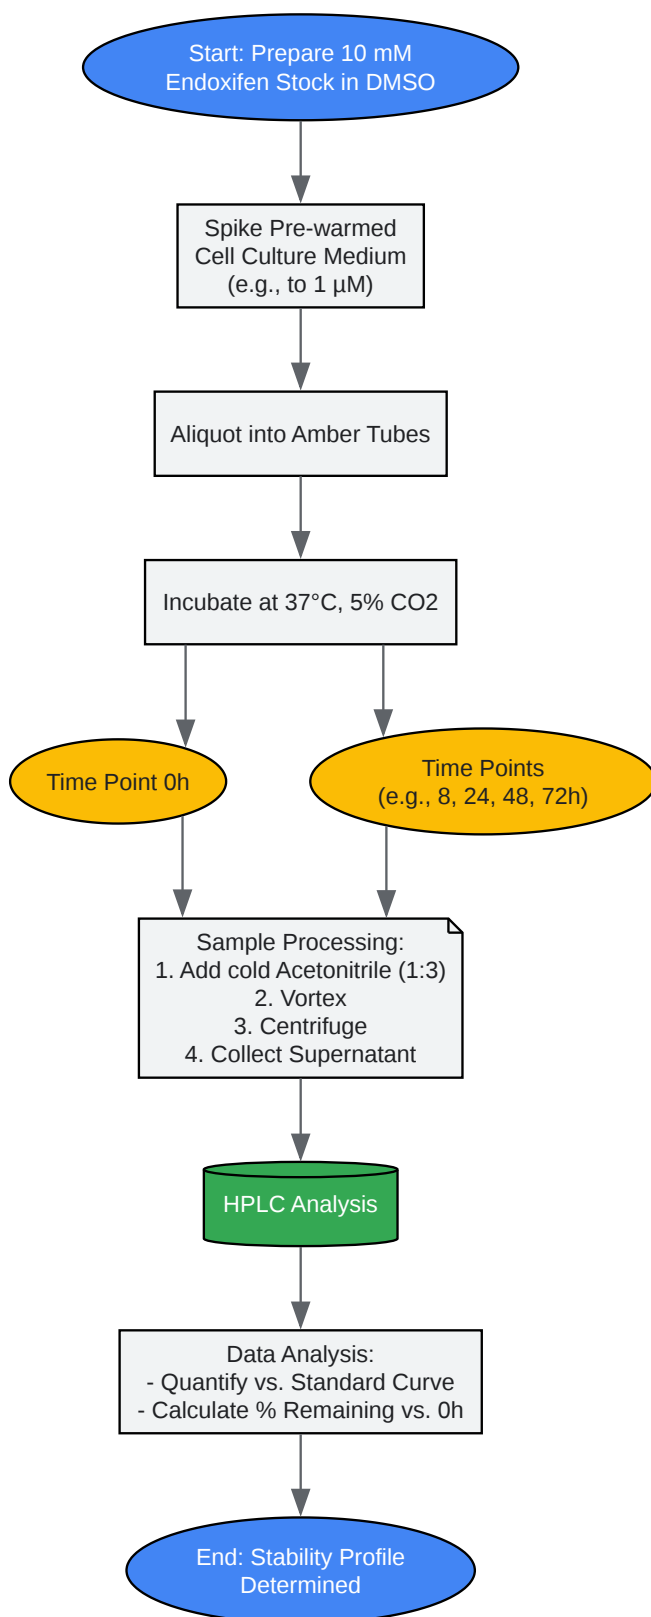 Start: Prepare 10 mM
Endoxifen Stock in DMSO
Spike Pre-warmed
Cell Culture Medium
(e.g., to 1 µM)
Aliquot into Amber Tubes
Incubate at 37°C, 5% CO2
Time Point 0h
Time Points
(e.g., 8, 24, 48, 72h)
Sample Processing:
1. Add cold Acetonitrile (1:3)
2. Vortex
3. Centrifuge
4. Collect Supernatant
HPLC Analysis
Data Analysis:
- Quantify vs. Standard Curve
- Calculate % Remaining vs. 0h
End: Stability Profile
Determined